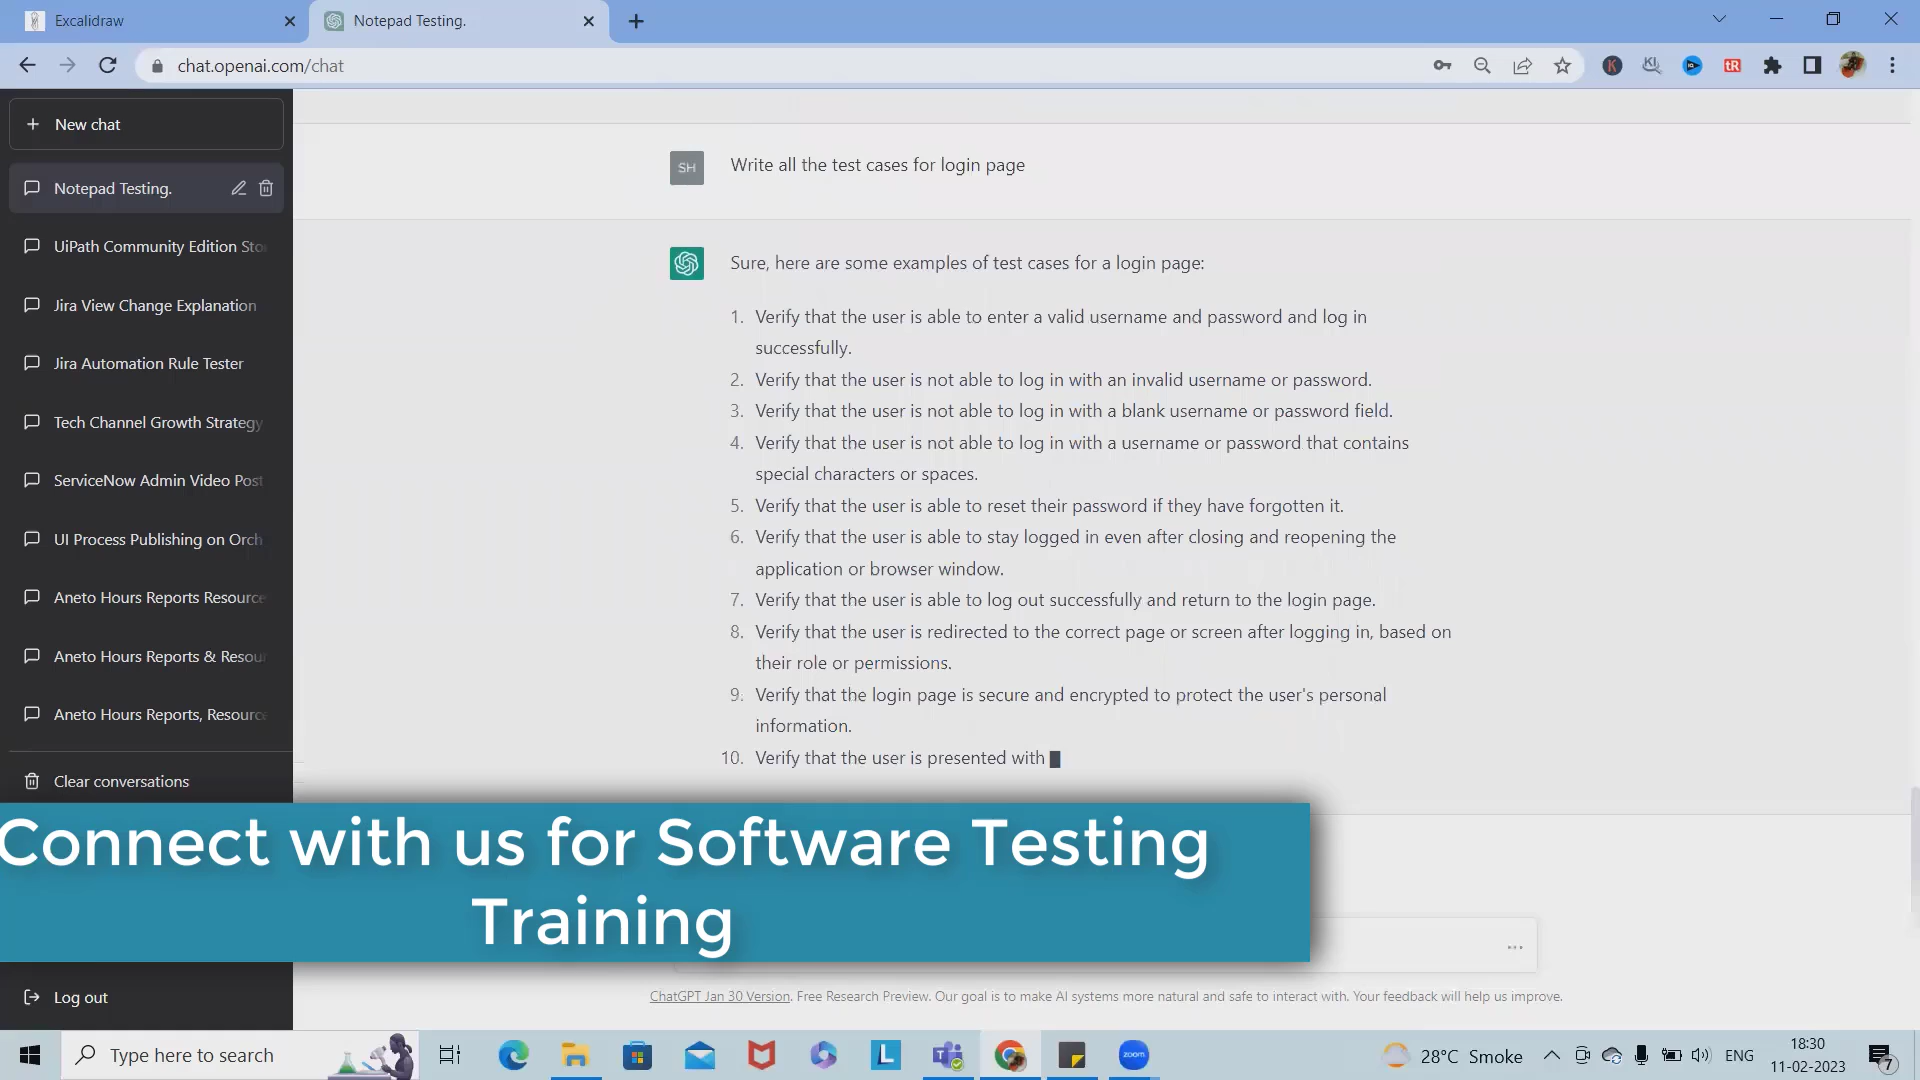 Excalidraw
Notepad Testing.
chat.openai.com/chat
New chat
Notepad Testing.
UiPath Community Edition Sto
Jira View Change Explanation
Jira Automation Rule Tester
Tech Channel Growth Strategy
ServiceNow Admin Video Post
UI Process Publishing on Orch
Aneto Hours Reports Resource
Aneto Hours Reports & Resour
Aneto Hours Reports, Resource
Clear conversations
Log out
SH
Write all the test cases for login page
Sure, here are some examples of test cases for a login page:
1. Verify that the user is able to enter a valid username and password and log in
successfully.
2. Verify that the user is not able to log in with an invalid username or password.
3. Verify that the user is not able to log in with a blank username or password field.
4. Verify that the user is not able to log in with a username or password that contains
special characters or spaces.
5. Verify that the user is able to reset their password if they have forgotten it.
6. Verify that the user is able to stay logged in even after closing and reopening the
application or browser window.
7. Verify that the user is able to log out successfully and return to the login page.
8. Verify that the user is redirected to the correct page or screen after logging in, based on
their role or permissions.
9. Verify that the login page is secure and encrypted to protect the user's personal
information.
10. Verify that the user is presented with
Connect with us for Software Testing
Training
ChatGPT Jan 30 Version. Free Research Preview. Our goal is to make AI systems more natural and safe to interact with. Your feedback will help us improve.
Type here to search
zoom
28°C Smoke
ENG
18:30
11-02-2023
7